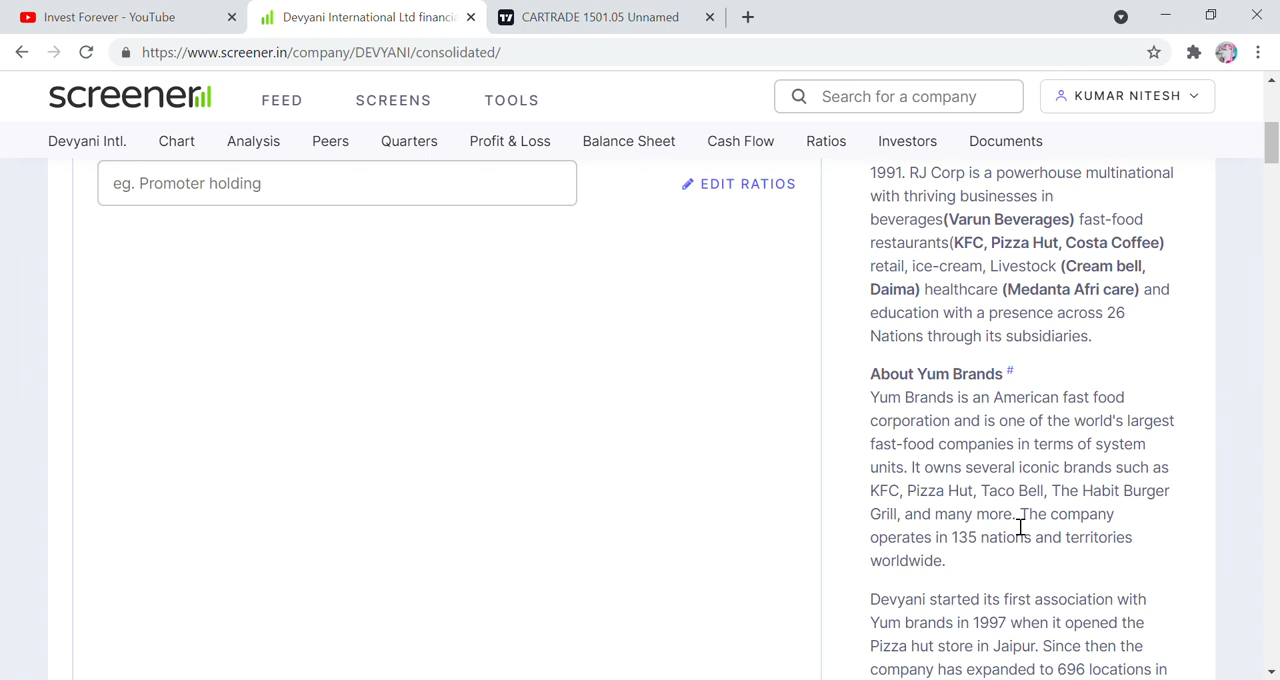 Invest Forever - YouTube
Devyani International Ltd financia
CARTRADE 1501.05 Unnamed
https://www.screener.in/company/DEVYANI/consolidated/
screener
FEED
SCREENS
TOOLS
Search for a company
KUMAR NITESH
Devyani Intl.
Chart
Analysis
Peers
Quarters
Profit & Loss
Balance Sheet
Cash Flow
Ratios
Investors
Documents
eg. Promoter holding
EDIT RATIOS
1991. RJ Corp is a powerhouse multinational
with thriving businesses in
beverages(Varun Beverages) fast-food
restaurants(KFC, Pizza Hut, Costa Coffee)
retail, ice-cream, Livestock (Cream bell,
Daima) healthcare (Medanta Afri care) and
education with a presence across 26
Nations through its subsidiaries.
About Yum Brands #
Yum Brands is an American fast food
corporation and is one of the world's largest
fast-food companies in terms of system
units. It owns several iconic brands such as
KFC, Pizza Hut, Taco Bell, The Habit Burger
Grill, and many more. The company
operates in 135 nations and territories
worldwide.
Devyani started its first association with
Yum brands in 1997 when it opened the
Pizza hut store in Jaipur. Since then the
company has expanded to 696 locations in